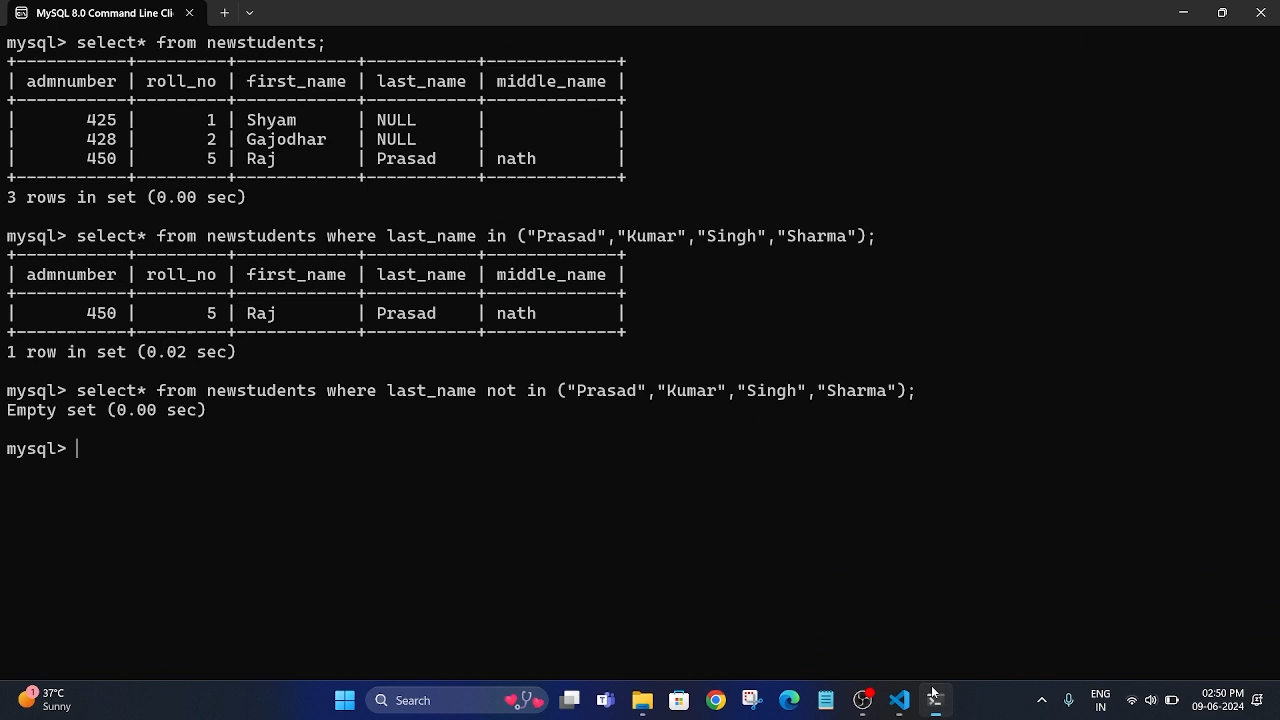 MySQL 8.0 Command Line Cli
mysql> select* from newstudents;
+-----------+---------+------------+-----------+-------------+
| admnumber | roll_no | first_name | last_name | middle_name |
+-----------+---------+------------+-----------+-------------+
|       425 |       1 | Shyam      | NULL      |             |
|       428 |       2 | Gajodhar   | NULL      |             |
|       450 |       5 | Raj        | Prasad    | nath        |
+-----------+---------+------------+-----------+-------------+
3 rows in set (0.00 sec)
mysql> select* from newstudents where last_name in ("Prasad","Kumar","Singh","Sharma");
+-----------+---------+------------+-----------+-------------+
| admnumber | roll_no | first_name | last_name | middle_name |
+-----------+---------+------------+-----------+-------------+
|       450 |       5 | Raj        | Prasad    | nath        |
+-----------+---------+------------+-----------+-------------+
1 row in set (0.02 sec)
mysql> select* from newstudents where last_name not in ("Prasad","Kumar","Singh","Sharma");
Empty set (0.00 sec)
mysql>
1
37°C
Sunny
Search
ENG
IN
02:50 PM
09-06-2024